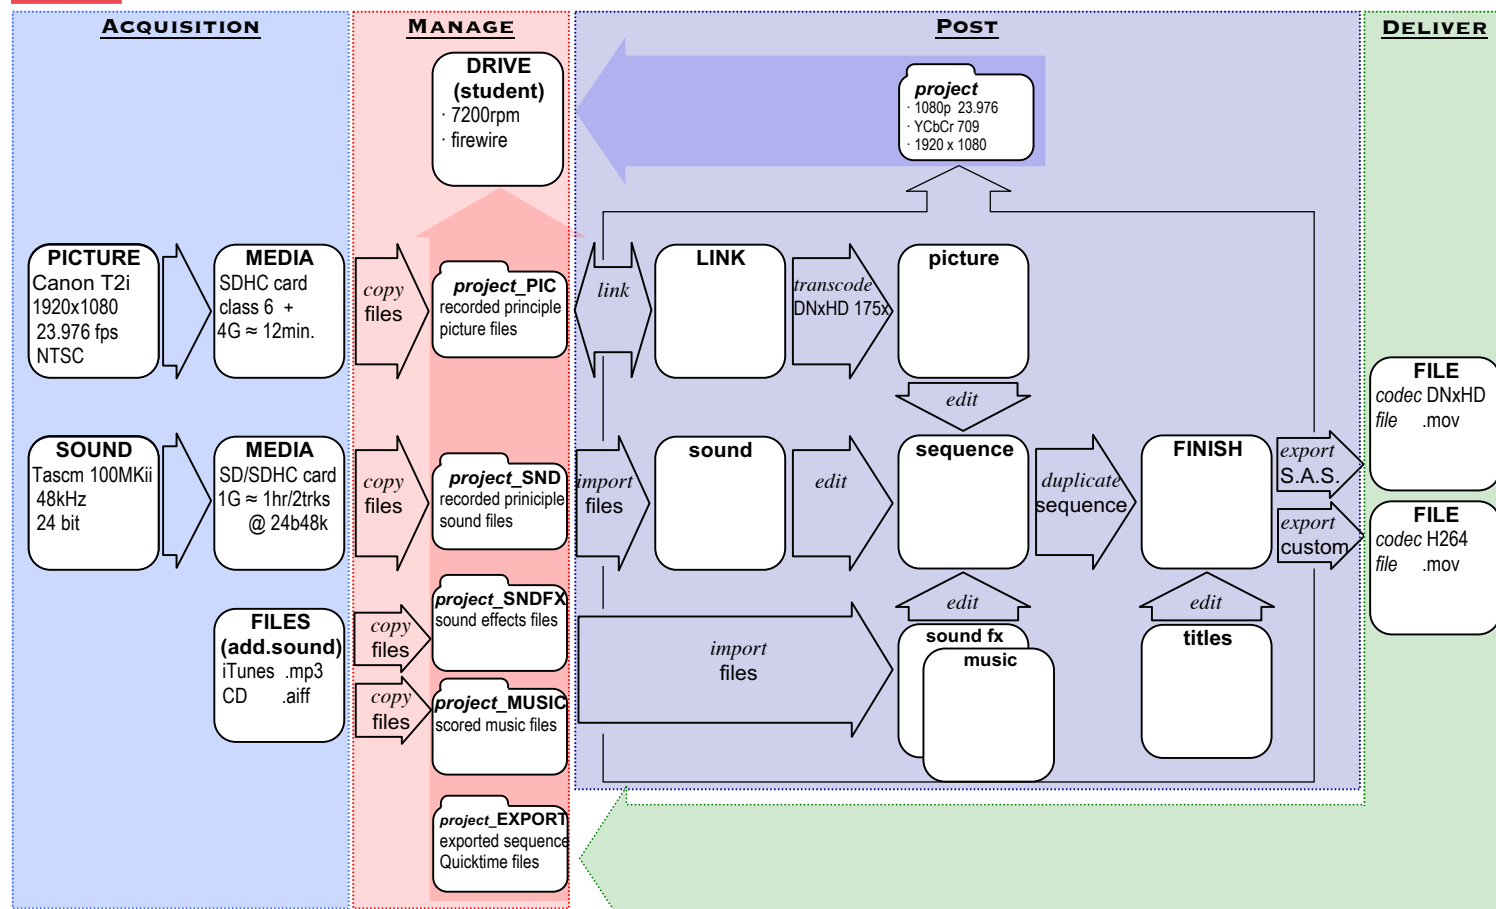 ACQUISITION
MANAGE
POST
DELIVER
DRIVE
(student)
· 7200rpm
· firewire
project
· 1080p 23.976
· YCbCr 709
· 1920 x 1080
PICTURE
Canon T2i
1920x1080
23.976 fps
NTSC
MEDIA
SDHC card
class 6 +
4G ≈ 12min.
copy
files
project_PIC
recorded principle
picture files
link
LINK
transcode
DNxHD 175x
picture
edit
SOUND
Tascm 100MKii
48kHz
24 bit
MEDIA
SD/SDHC card
1G ≈ 1hr/2trks
@ 24b48k
copy
files
project_SND
recorded priniciple
sound files
import
files
sound
edit
sequence
duplicate
sequence
FINISH
export
S.A.S.
export
custom
FILE
codec DNxHD
file .mov
FILE
codec H264
file .mov
FILES
(add.sound)
iTunes .mp3
CD .aiff
copy
files
copy
files
project_SNDFX
sound effects files
project_MUSIC
scored music files
import
files
edit
sound fx
music
edit
titles
project_EXPORT
exported sequence
Quicktime files